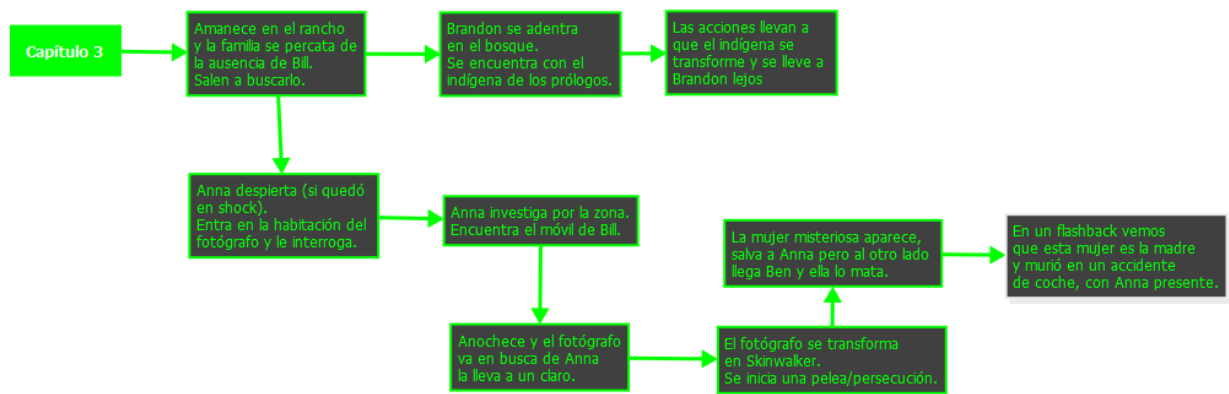 Capítulo 3
Amanece en el rancho
y la familia se percata de
la ausencia de Bill.
Salen a buscarlo.
Brandon se adentra
en el bosque.
Se encuentra con el
indígena de los prólogos.
Las acciones llevan a
que el indígena se
transforme y se lleve a
Brandon lejos
Anna despierta (si quedó
en shock).
Entra en la habitación del
fotógrafo y le interroga.
Anna investiga por la zona.
Encuentra el móvil de Bill.
Anochece y el fotógrafo
va en busca de Anna
la lleva a un claro.
El fotógrafo se transforma
en Skinwalker.
Se inicia una pelea/persecución.
La mujer misteriosa aparece,
salva a Anna pero al otro lado
llega Ben y ella lo mata.
En un flashback vemos
que esta mujer es la madre
y murió en un accidente
de coche, con Anna presente.